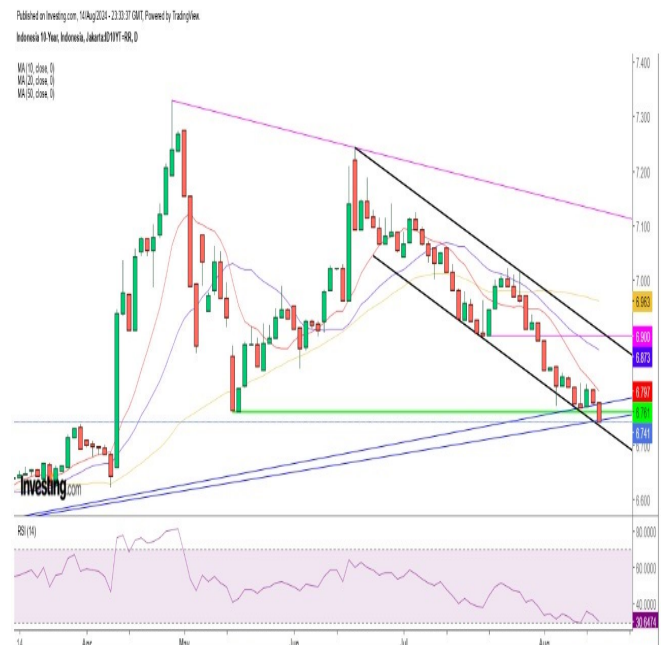 Published on Investing.com, 14/Aug/2024 - 23:33:37 GMT, Powered by TradingView.
Indonesia 10-Year, Indonesia, Jakarta:ID10YT=RR, D
MA (10, close, 0)
MA (20, close, 0)
MA (50, close, 0)
7.400
7.300
7.200
7.100
7.000
6.963
6.900
6.873
6.797
6.761
6.741
6.700
6.600
Investing.com
RSI (14)
80.0000
60.0000
40.0000
30.6474
14
Apr
May
Jun
Jul
Aug